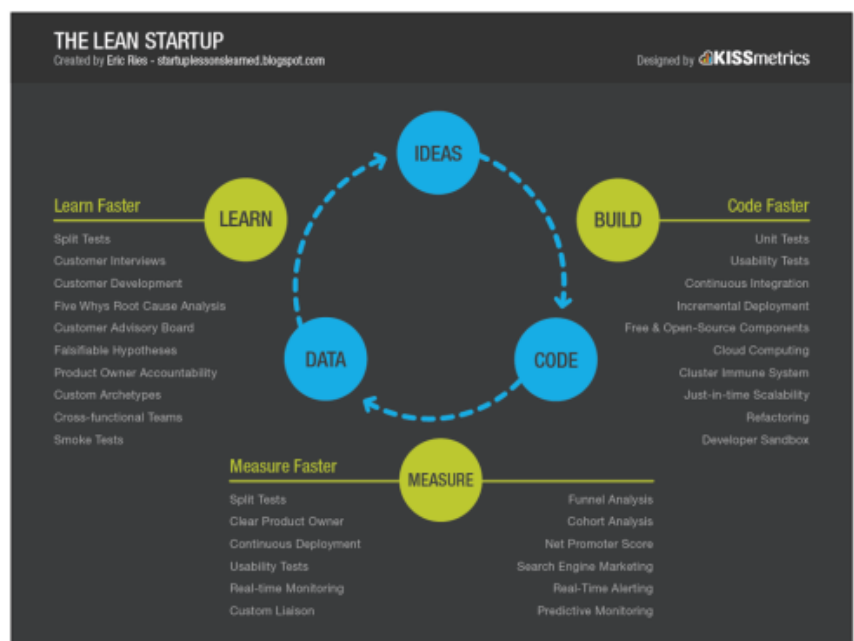 THE LEAN STARTUP
Created by Eric Ries - startuplessonslearned.blogspot.com
Designed by KISSmetrics
IDEAS
LEARN
BUILD
DATA
CODE
MEASURE
Learn Faster
Split Tests
Customer Interviews
Customer Development
Five Whys Root Cause Analysis
Customer Advisory Board
Falsifiable Hypotheses
Product Owner Accountability
Custom Archetypes
Cross-functional Teams
Smoke Tests
Code Faster
Unit Tests
Usability Tests
Continuous Integration
Incremental Deployment
Free & Open-Source Components
Cloud Computing
Cluster Immune System
Just-in-time Scalability
Refactoring
Developer Sandbox
Measure Faster
Split Tests
Clear Product Owner
Continuous Deployment
Usability Tests
Real-time Monitoring
Custom Liaison
Funnel Analysis
Cohort Analysis
Net Promoter Score
Search Engine Marketing
Real-Time Alerting
Predictive Monitoring